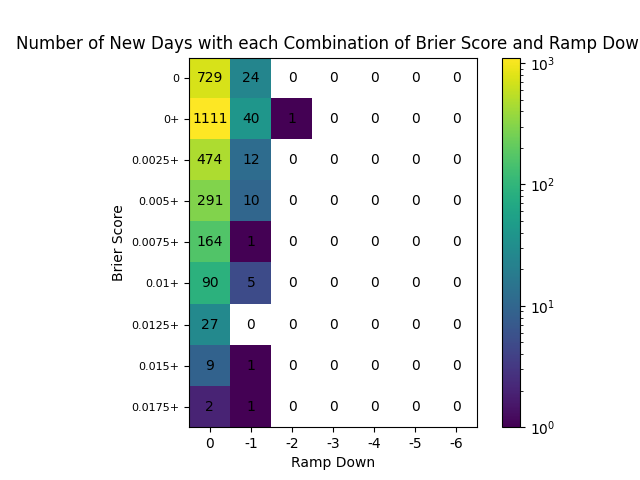 Number of New Days with each Combination of Brier Score and Ramp Dow
Brier Score
0 729 24 0 0 0 0 0
0+ 1111 40 1 0 0 0 0
0.0025+ 474 12 0 0 0 0 0
0.005+ 291 10 0 0 0 0 0
0.0075+ 164 1 0 0 0 0 0
0.01+ 90 5 0 0 0 0 0
0.0125+ 27 0 0 0 0 0 0
0.015+ 9 1 0 0 0 0 0
0.0175+ 2 1 0 0 0 0 0
0 -1 -2 -3 -4 -5 -6
Ramp Down
10³
10²
10¹
10⁰